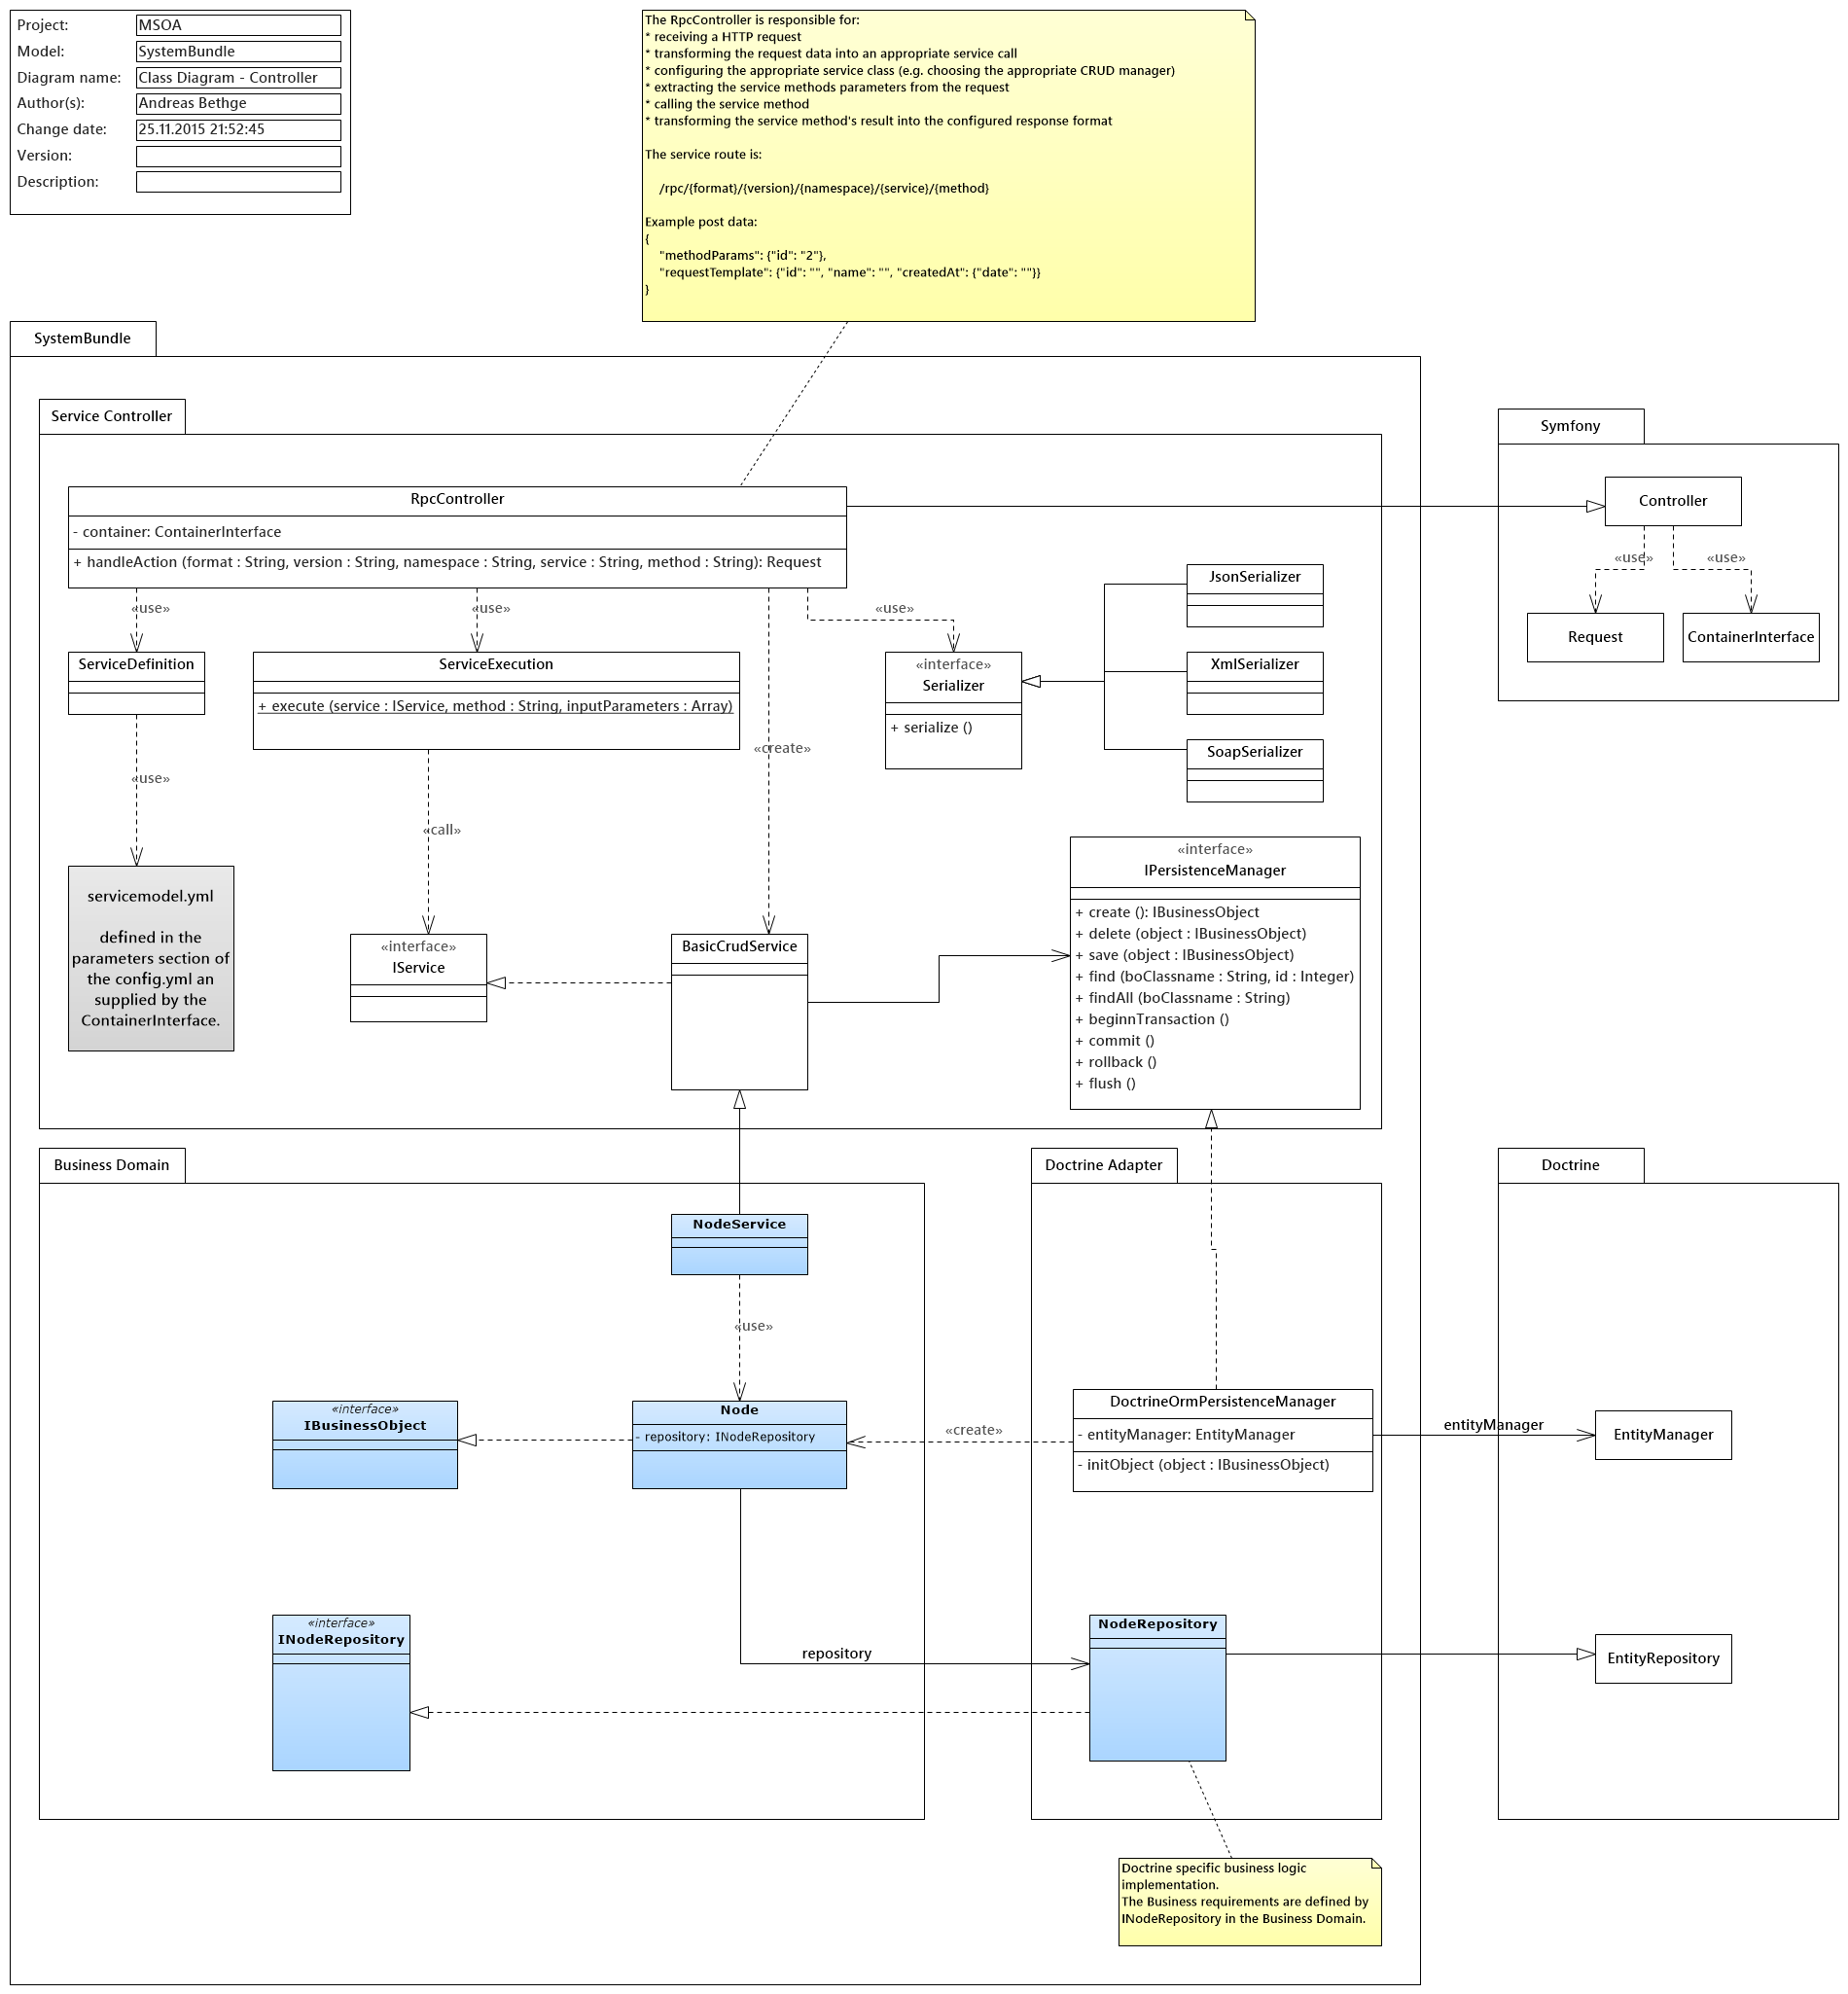 Project: MSOA
Model: SystemBundle
Diagram name: Class Diagram - Controller
Author(s): Andreas Bethge
Change date: 25.11.2015 21:52:45
Version:
Description:
The RpcController is responsible for:
* receiving a HTTP request
* transforming the request data into an appropriate service call
* configuring the appropriate service class (e.g. choosing the appropriate CRUD manager)
* extracting the service methods parameters from the request
* calling the service method
* transforming the service method's result into the configured response format
The service route is:
/rpc/{format}/{version}/{namespace}/{service}/{method}
Example post data:
{
"methodParams": {"id": "2"},
"requestTemplate": {"id": "", "name": "", "createdAt": {"date": ""}}
}
SystemBundle
Service Controller
Symfony
RpcController
- container: ContainerInterface
+ handleAction (format : String, version : String, namespace : String, service : String, method : String): Request
Controller
«use»
«use»
Request
ContainerInterface
«use»
«use»
«use»
JsonSerializer
ServiceDefinition
ServiceExecution
+ execute (service : IService, method : String, inputParameters : Array)
«interface»
Serializer
+ serialize ()
XmlSerializer
SoapSerializer
«create»
«use»
«call»
servicemodel.yml
defined in the
parameters section of
the config.yml an
supplied by the
ContainerInterface.
«interface»
IService
BasicCrudService
«interface»
IPersistenceManager
+ create (): IBusinessObject
+ delete (object : IBusinessObject)
+ save (object : IBusinessObject)
+ find (boClassname : String, id : Integer)
+ findAll (boClassname : String)
+ beginnTransaction ()
+ commit ()
+ rollback ()
+ flush ()
Business Domain
Doctrine Adapter
Doctrine
NodeService
«use»
«interface»
IBusinessObject
Node
- repository: INodeRepository
«create»
DoctrineOrmPersistenceManager
- entityManager: EntityManager
- initObject (object : IBusinessObject)
entityManager
EntityManager
«interface»
INodeRepository
repository
NodeRepository
EntityRepository
Doctrine specific business logic
implementation.
The Business requirements are defined by
INodeRepository in the Business Domain.